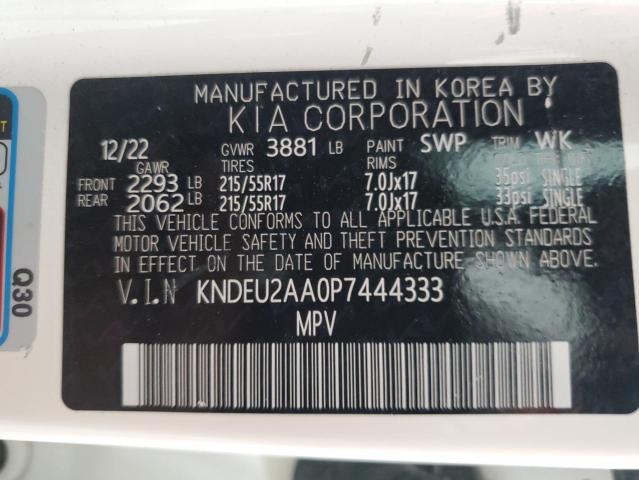 MANUFACTURED IN KOREA BY
KIA CORPORATION
12/22 GVWR 3881 LB PAINT SWP TRIM WK
GAWR TIRES RIMS
FRONT 2293 LB 215/55R17 7.0Jx17 35psi SINGLE
REAR 2062 LB 215/55R17 7.0Jx17 33psi SINGLE
THIS VEHICLE CONFORMS TO ALL APPLICABLE U.S.A. FEDERAL
MOTOR VEHICLE SAFETY AND THEFT PREVENTION STANDARDS
IN EFFECT ON THE DATE OF MANUFACTURE SHOWN ABOVE.
V.I.N KNDEU2AA0P7444333
MPV
Q30